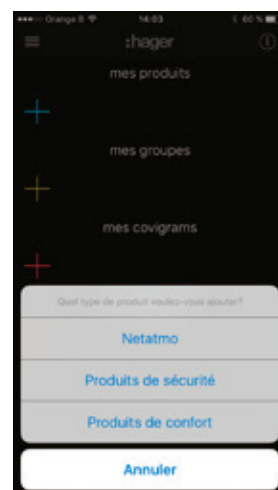 Orange B 14:03 60 %
:hager
mes produits
mes groupes
mes covigrams
Quel type de produit voulez-vous ajouter?
Netatmo
Produits de sécurité
Produits de confort
Annuler